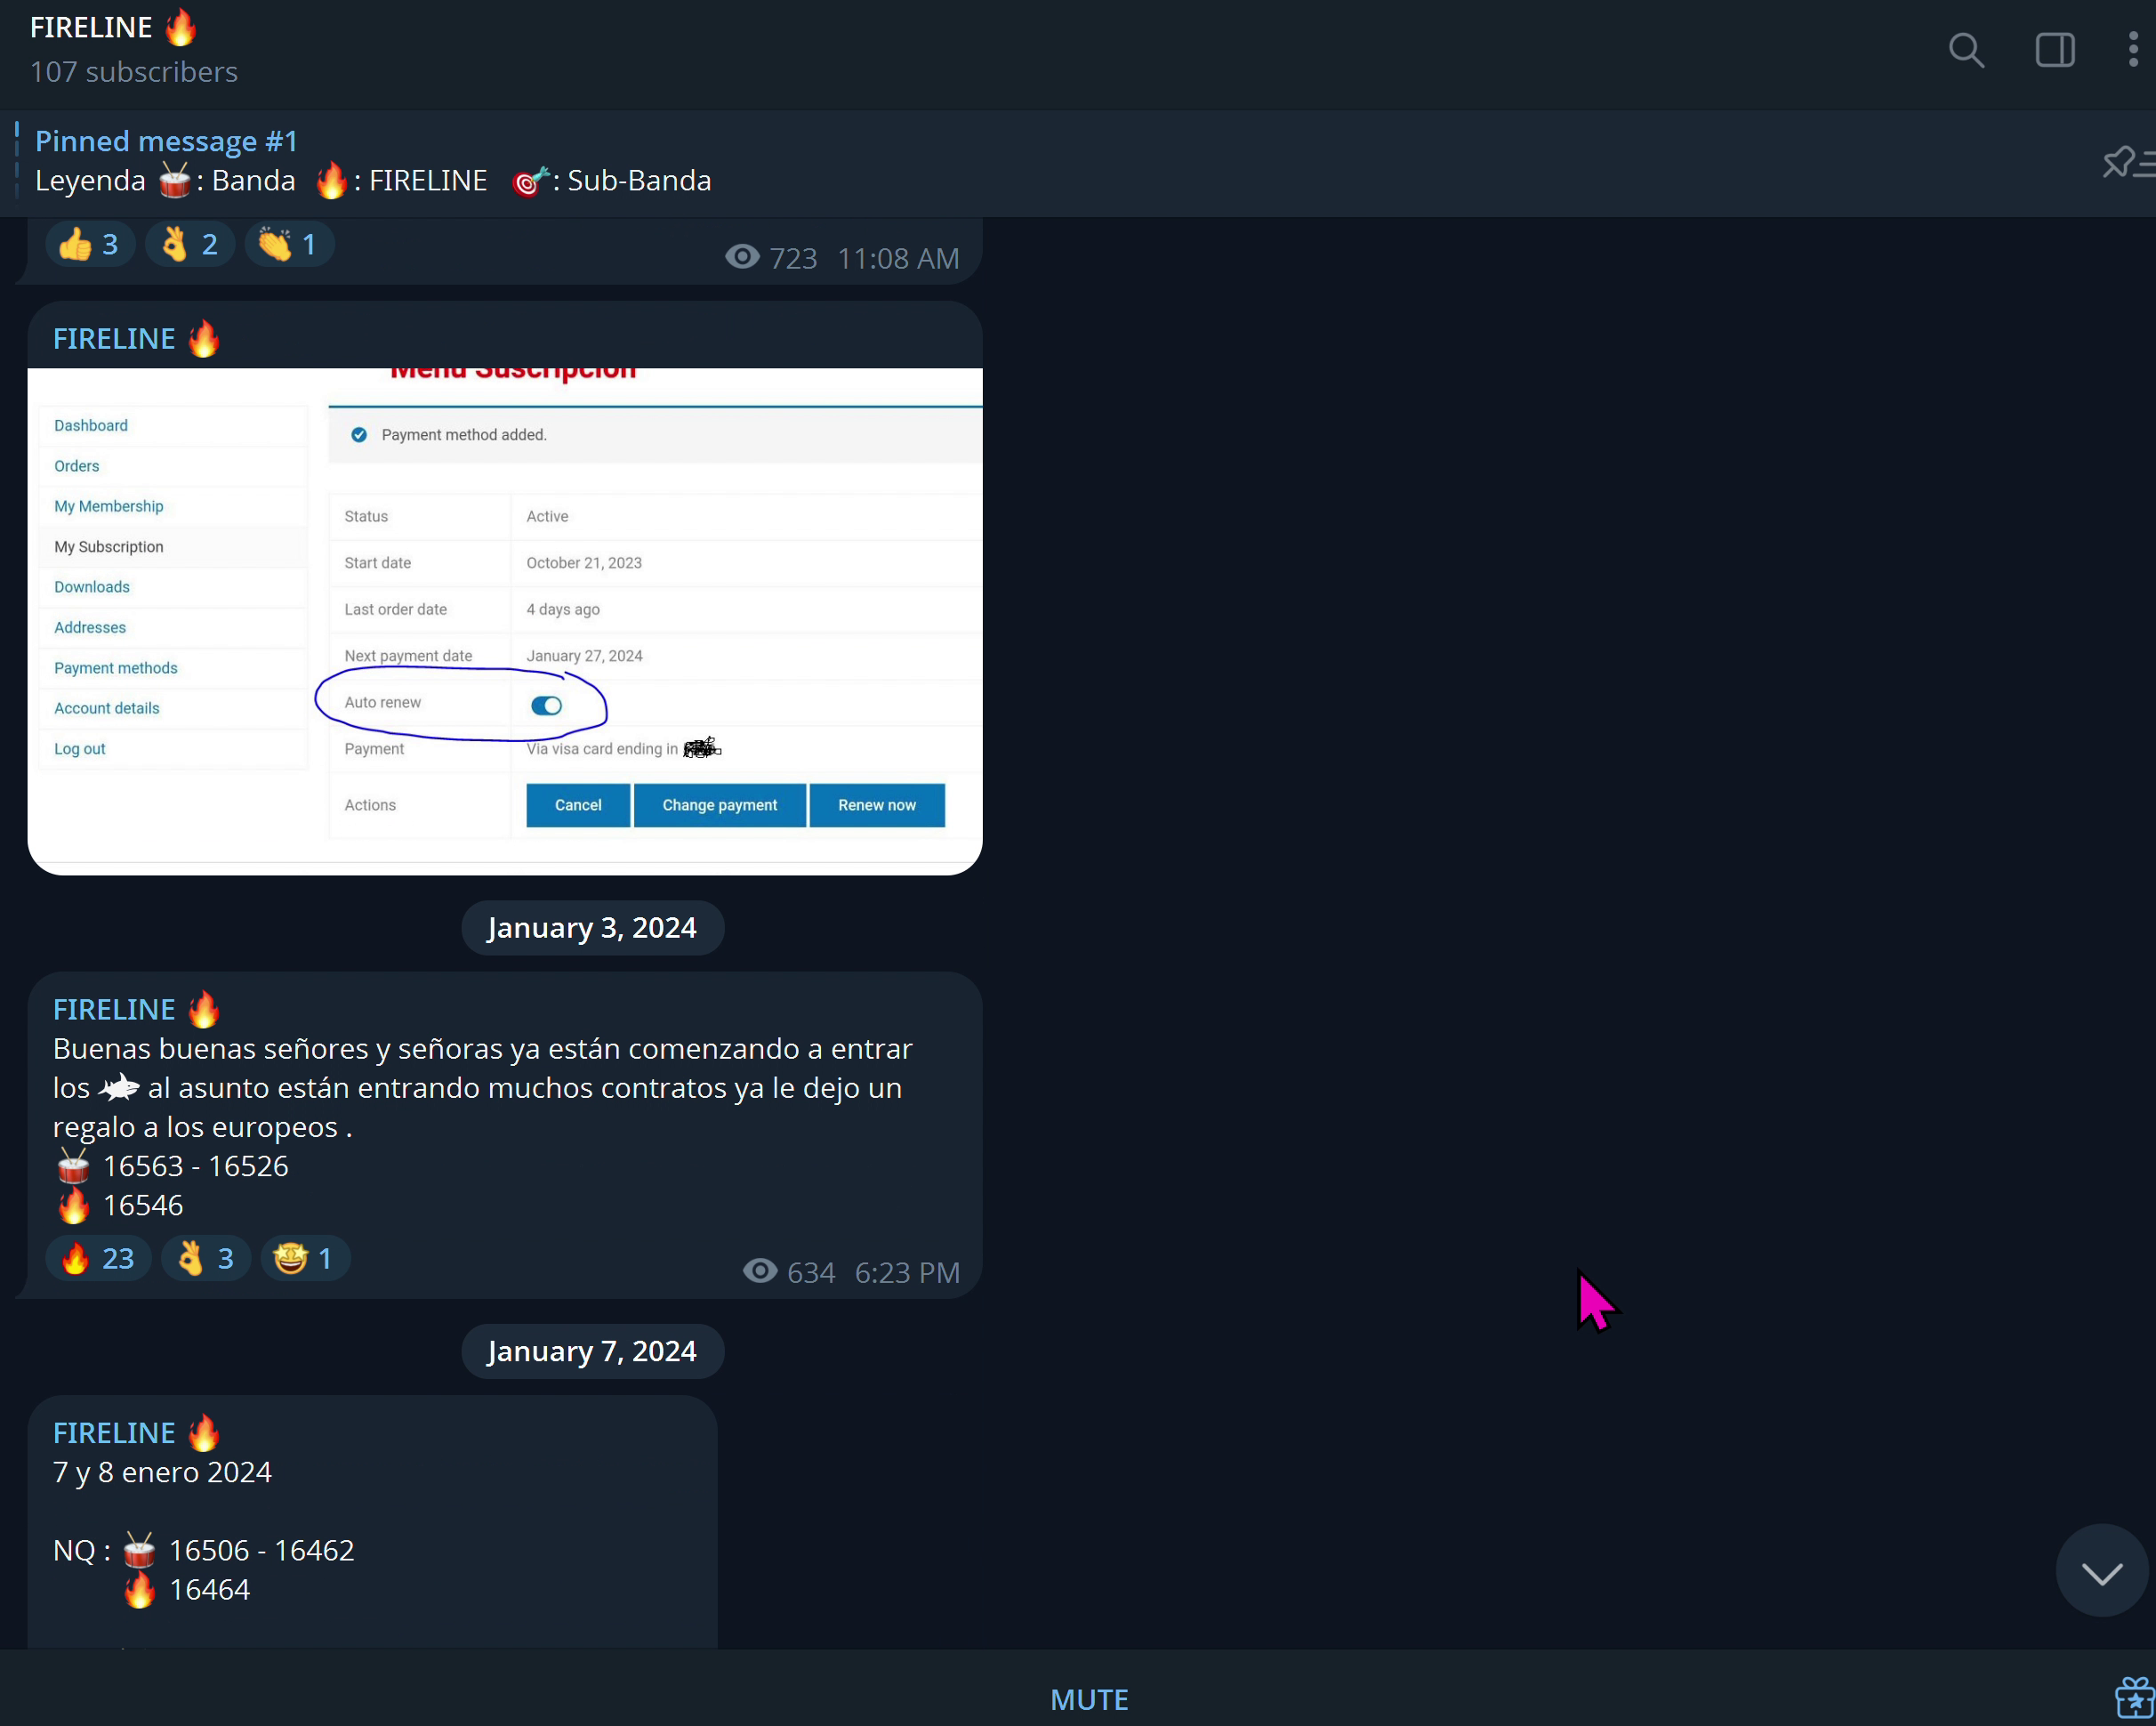 FIRELINE 🔥
107 subscribers
Pinned message #1
Leyenda 🥁: Banda 🔥: FIRELINE 🎯: Sub-Banda
👍 3 👌 2 👏 1 723 11:08 AM
FIRELINE 🔥
Menú Suscripción
Dashboard
Orders
My Membership
My Subscription
Downloads
Addresses
Payment methods
Account details
Log out
Payment method added.
Status Active
Start date October 21, 2023
Last order date 4 days ago
Next payment date January 27, 2024
Auto renew
Payment Via visa card ending in
Actions Cancel Change payment Renew now
January 3, 2024
FIRELINE 🔥
Buenas buenas señores y señoras ya están comenzando a entrar
los 🦈 al asunto están entrando muchos contratos ya le dejo un
regalo a los europeos .
🥁 16563 - 16526
🔥 16546
🔥 23 👌 3 🤩 1 634 6:23 PM
January 7, 2024
FIRELINE 🔥
7 y 8 enero 2024
NQ : 🥁 16506 - 16462
🔥 16464
MUTE